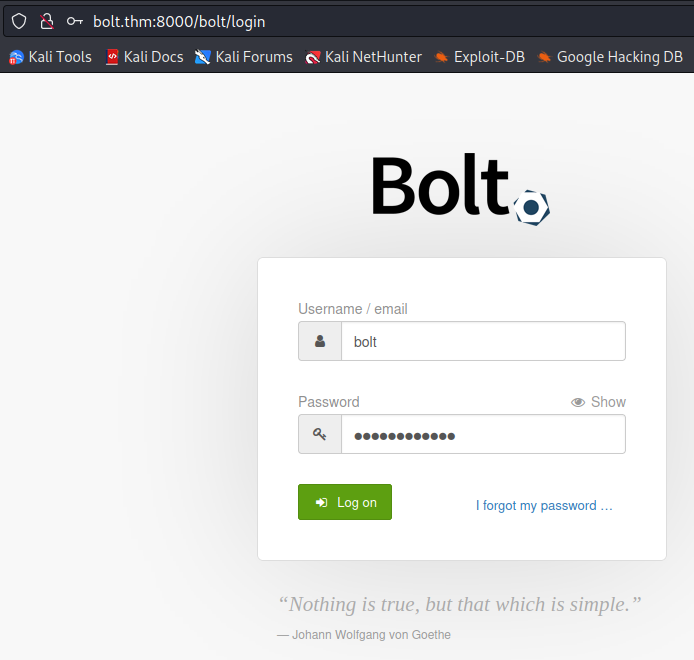 bolt.thm:8000/bolt/login
Kali Tools Kali Docs Kali Forums Kali NetHunter Exploit-DB Google Hacking DB
Bolt
Username / email
bolt
Password Show
●●●●●●●●●●●●
Log on I forgot my password …
“Nothing is true, but that which is simple.”
— Johann Wolfgang von Goethe